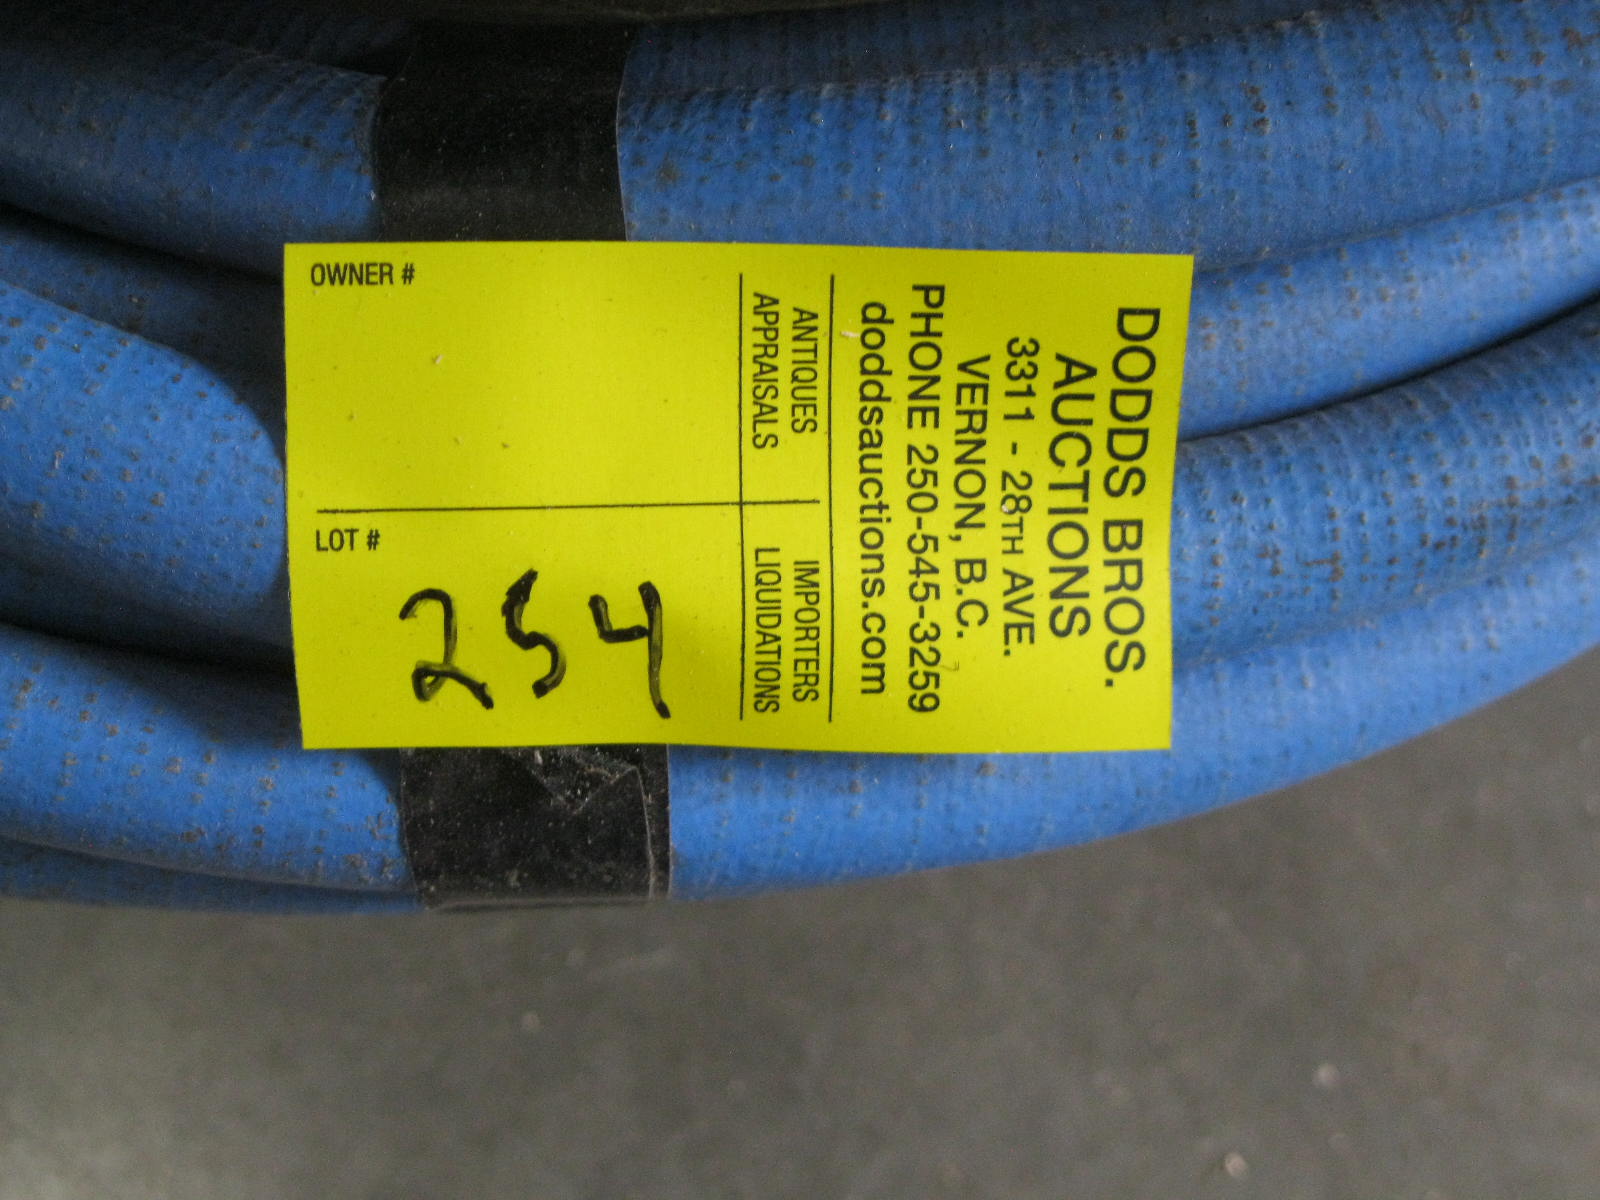 DODDS BROS.
AUCTIONS
3311 - 28TH AVE.
VERNON, B.C.
PHONE 250-545-3259
doddsauctions.com
ANTIQUES
APPRAISALS
IMPORTERS
LIQUIDATIONS
OWNER #
LOT #
254